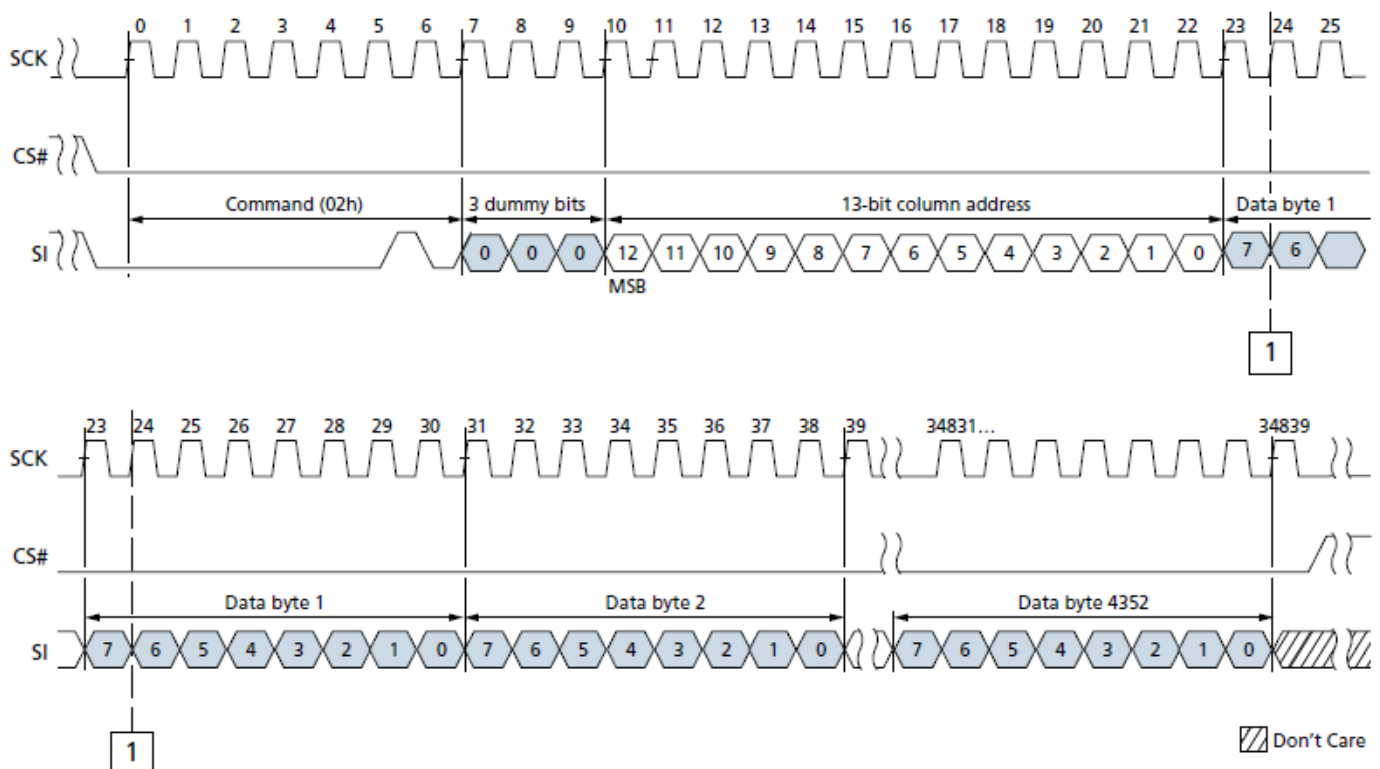 0 1 2 3 4 5 6 7 8 9 10 11 12 13 14 15 16 17 18 19 20 21 22 23 24 25
SCK
CS#
Command (02h) 3 dummy bits 13-bit column address Data byte 1
SI 0 0 0 12 11 10 9 8 7 6 5 4 3 2 1 0 7 6
MSB
1
23 24 25 26 27 28 29 30 31 32 33 34 35 36 37 38 39 34831... 34839
SCK
CS#
Data byte 1 Data byte 2 Data byte 4352
SI 7 6 5 4 3 2 1 0 7 6 5 4 3 2 1 0 7 6 5 4 3 2 1 0
1
Don't Care